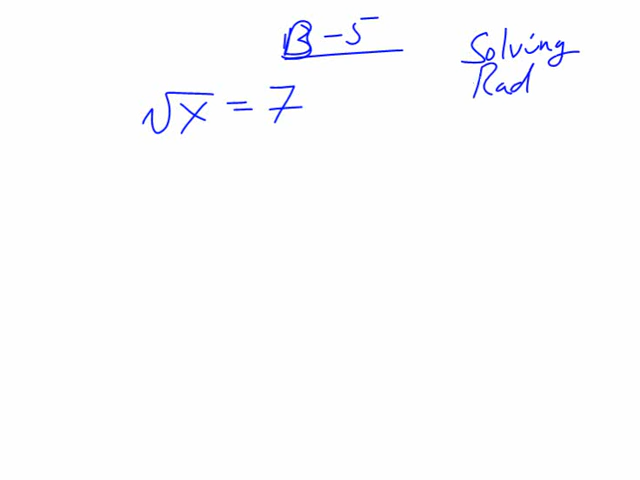 B-5
Solving
Rad
√x = 7